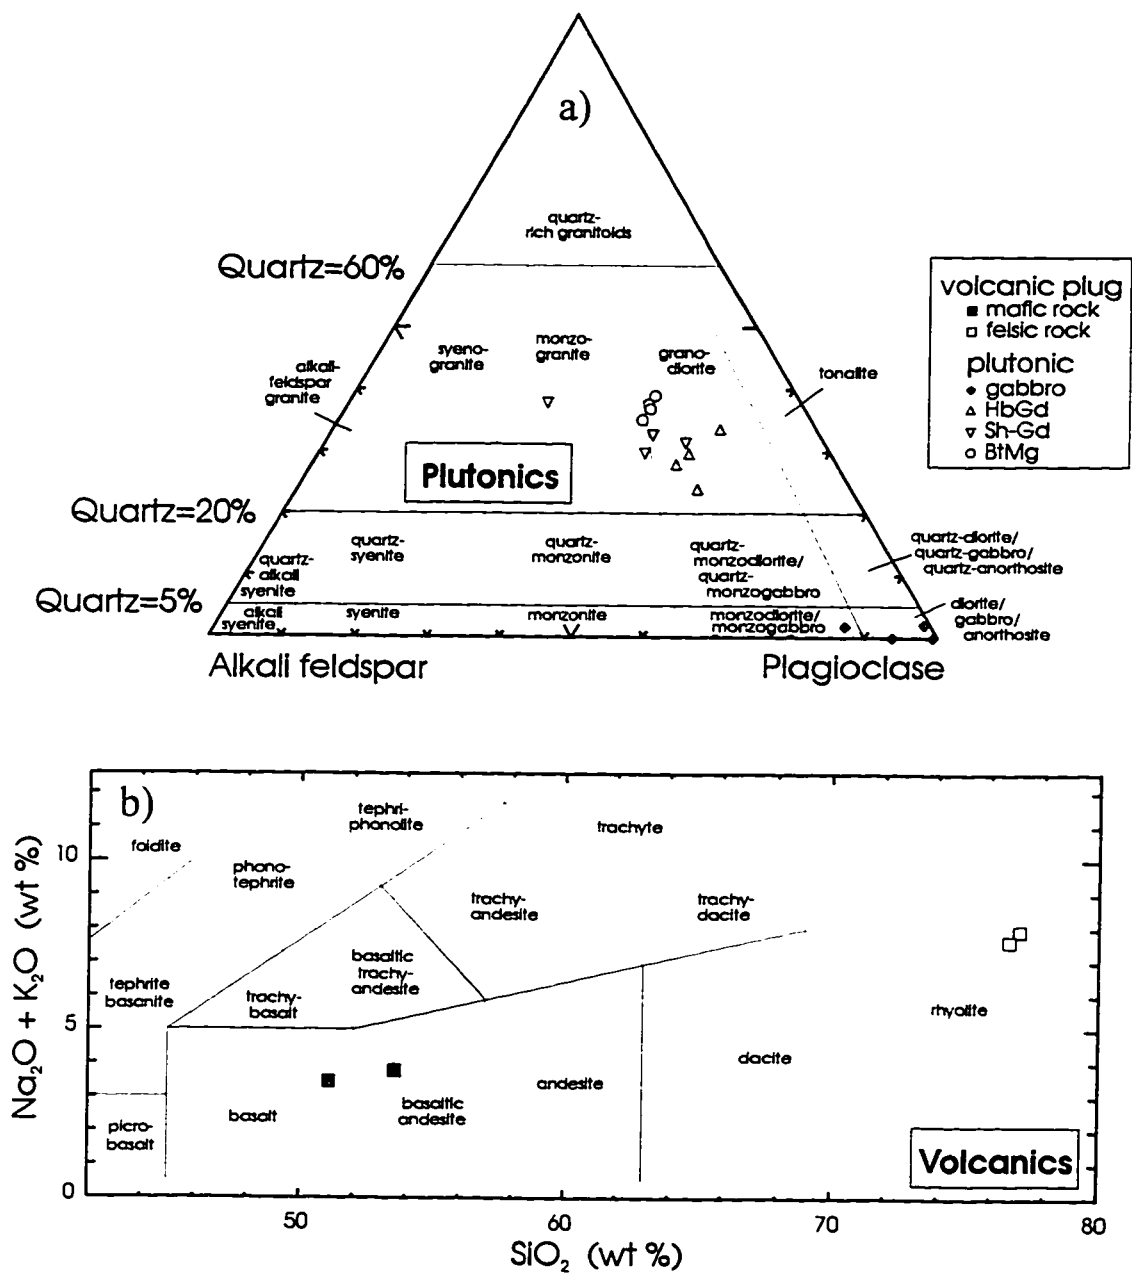 a)
quartz-
rich granitoids
Quartz=60%
volcanic plug
mafic rock
felsic rock
plutonic
gabbro
HbGd
Sh-Gd
BtMg
syeno-
granite
monzo-
granite
grano-
diorite
alkali-
feldspar
granite
tonalite
Plutonics
Quartz=20%
quartz-
alkali
syenite
quartz-
syenite
quartz-
monzonite
quartz-
monzodiorite/
quartz-
monzogabbro
quartz-diorite/
quartz-gabbro/
quartz-anorthosite
Quartz=5%
alkali
syenite
syenite
monzonite
monzodiorite/
monzogabbro
diorite/
gabbro/
anorthosite
Alkali feldspar
Plagioclase
b)
foidite
phono-
tephrite
tephri-
phonolite
trachyte
trachy-
andesite
trachy-
dacite
basaltic
trachy-
andesite
tephrite
basanite
trachy-
basalt
rhyolite
dacite
andesite
basaltic
andesite
basalt
picro-
basalt
Volcanics
10
5
0
Na₂O + K₂O (wt %)
50 60 70 80
SiO₂ (wt %)